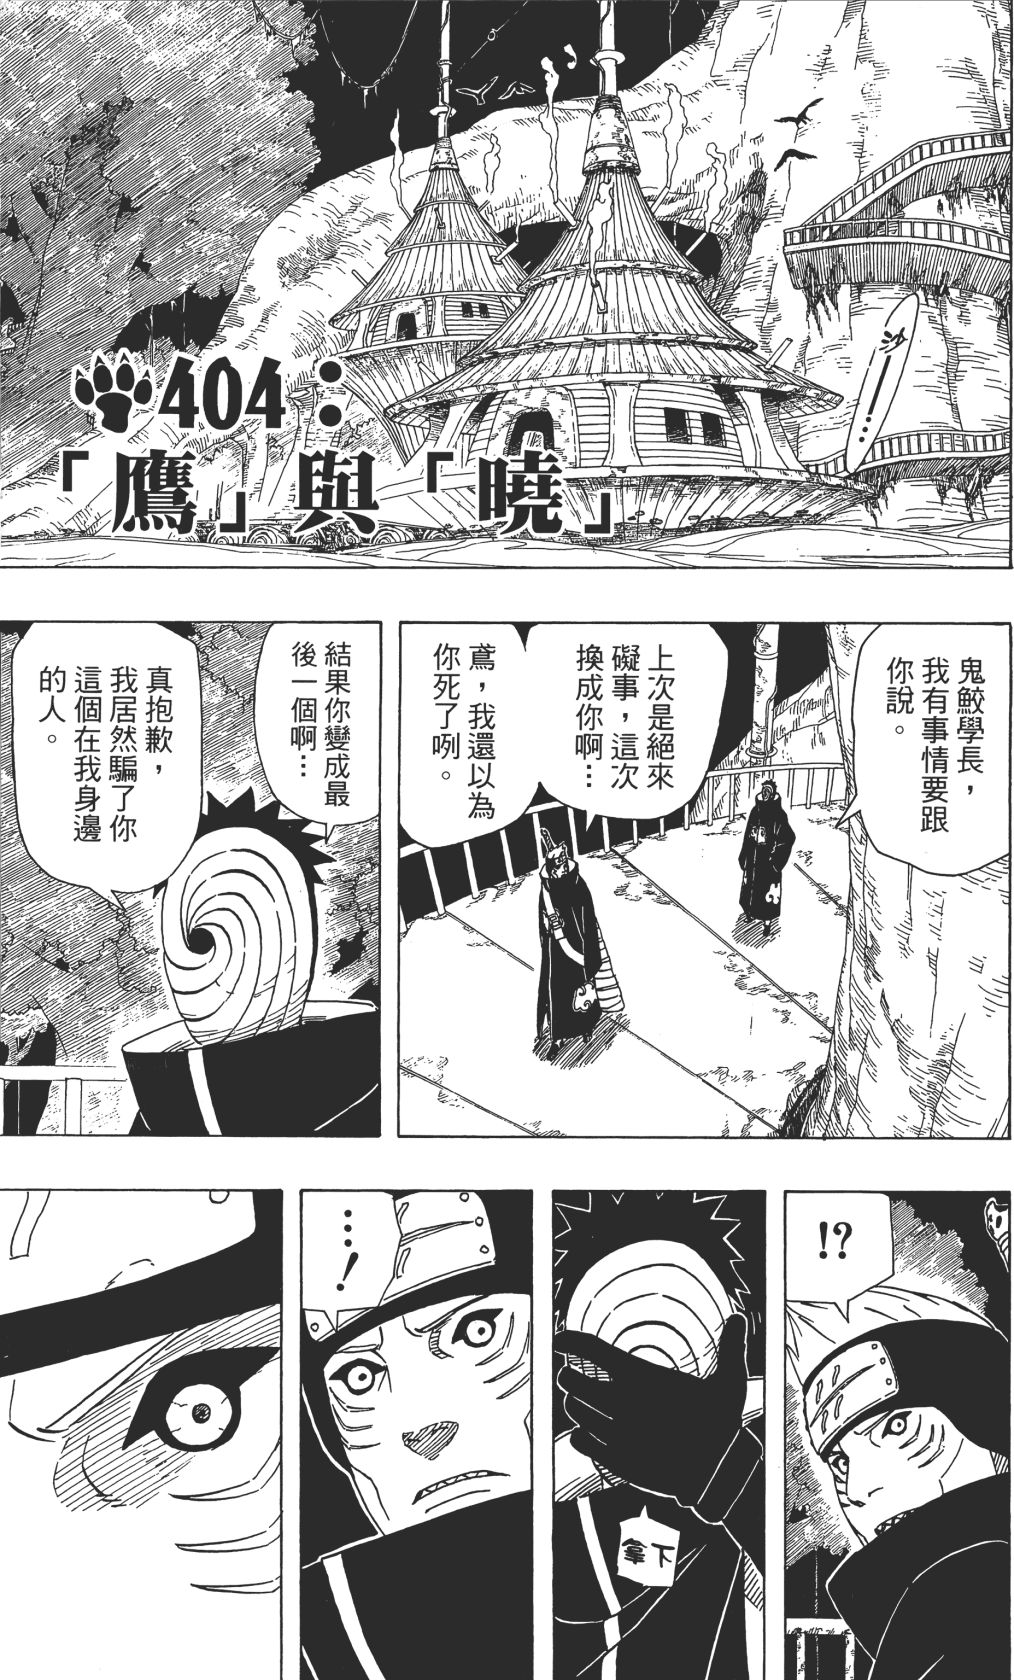 沙
404：
「鷹」與「曉」
鬼鮫學長，
我有事情要跟
你說。
上次是絕來
礙事，這次
換成你啊…
鳶，我還以為
你死了咧。
結果你變成最
後一個啊…
真抱歉，
我居然騙了你
這個在我身邊
的人。
!?
拿下
…！